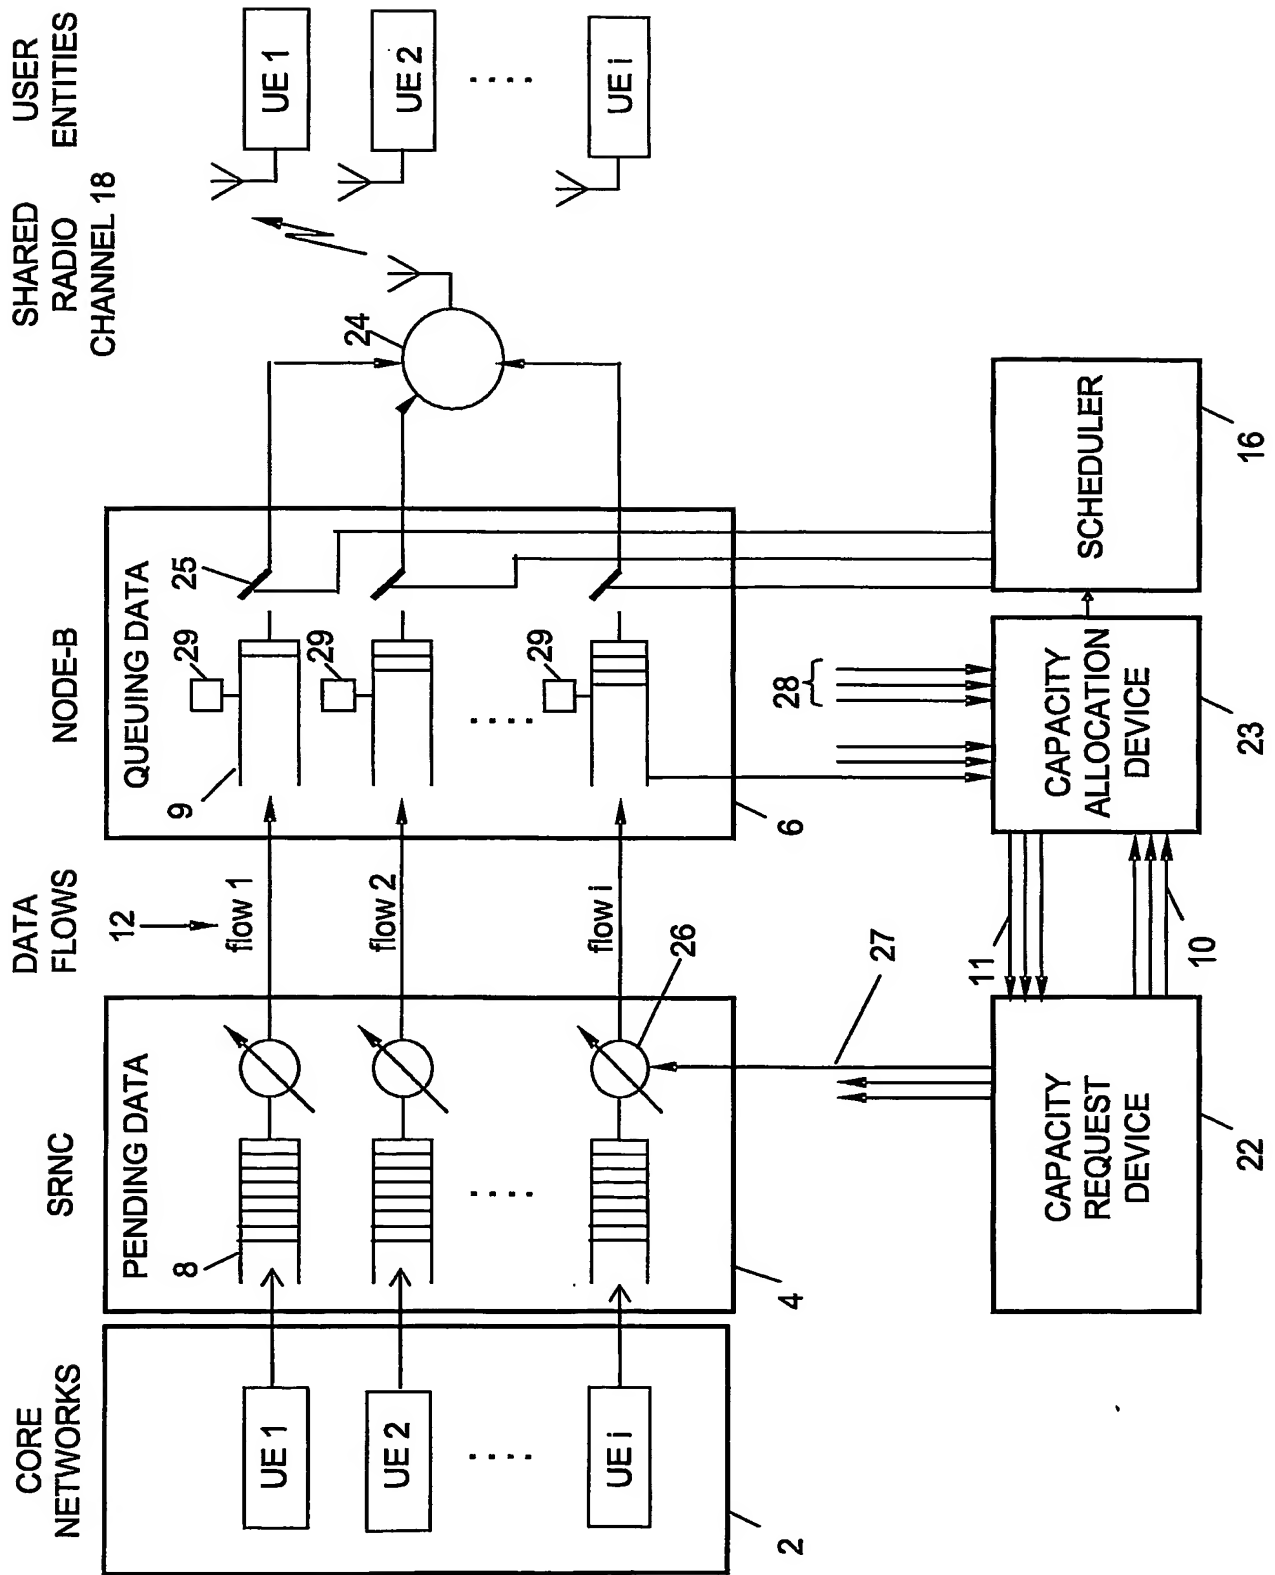 CORE
NETWORKS
SRNC
DATA
FLOWS
NODE-B
SHARED
RADIO
CHANNEL 18
USER
ENTITIES
PENDING DATA
QUEUING DATA
UE 1
8
12
flow 1
9
29
25
24
UE 1
UE 2
flow 2
29
UE 2
....
....
....
....
UE i
flow i
26
29
UE i
2
4
27
6
28
11
10
CAPACITY
REQUEST
DEVICE
22
CAPACITY
ALLOCATION
DEVICE
23
SCHEDULER
16